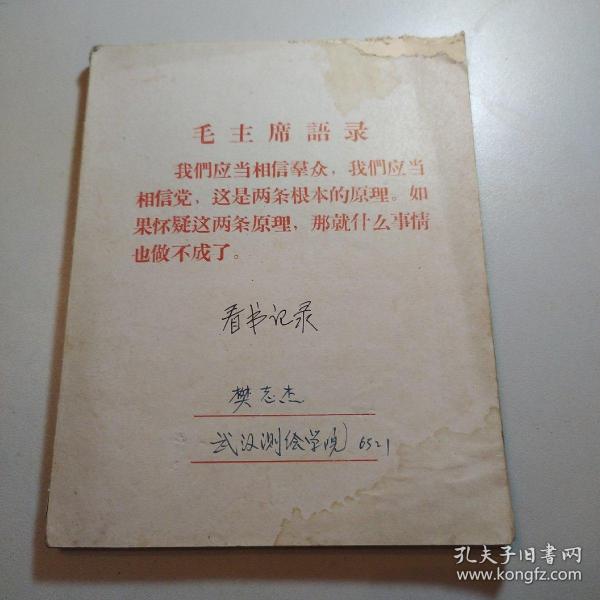 毛主席語录
我們应当相信羣众，我們应当
相信党，这是两条根本的原理。如
果怀疑这两条原理，那就什么事情
也做不成了。
看书记录
樊志杰
武汉测绘学院 6521
孔夫子旧书网
www.kongfz.com